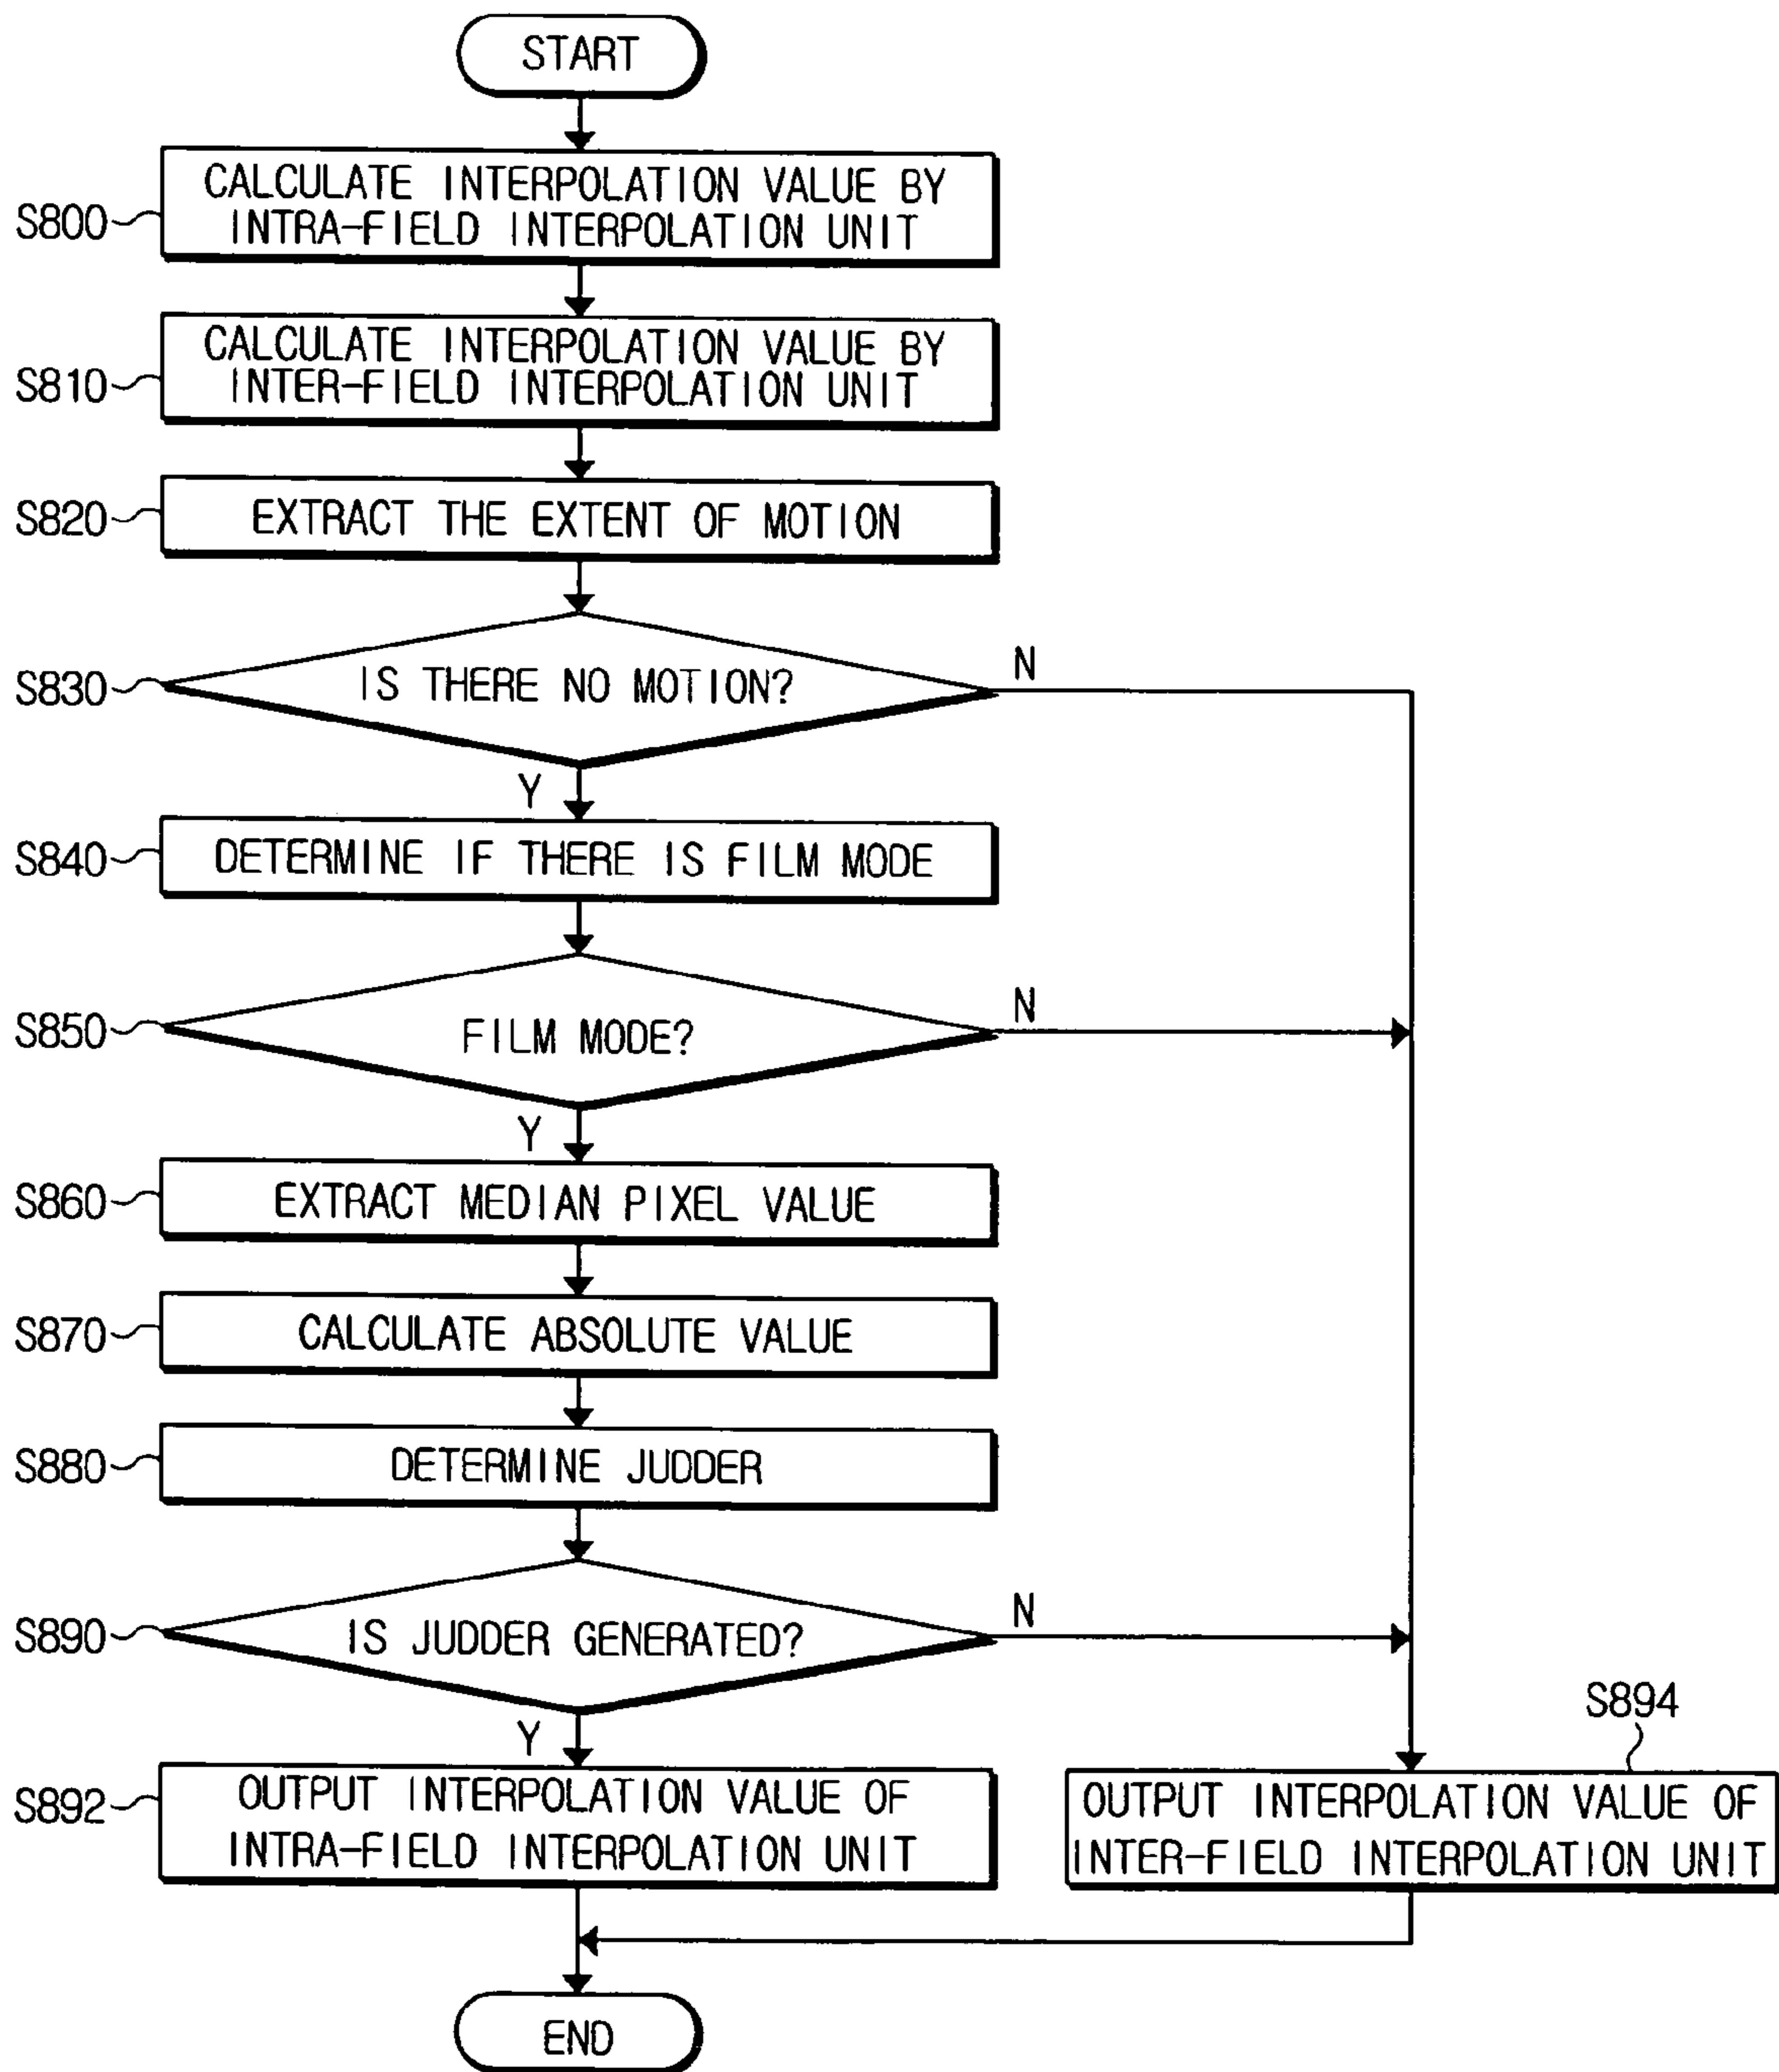 START
S800
CALCULATE INTERPOLATION VALUE BY
INTRA-FIELD INTERPOLATION UNIT
S810
CALCULATE INTERPOLATION VALUE BY
INTER-FIELD INTERPOLATION UNIT
S820
EXTRACT THE EXTENT OF MOTION
S830
IS THERE NO MOTION?
N
Y
S840
DETERMINE IF THERE IS FILM MODE
S850
FILM MODE?
N
Y
S860
EXTRACT MEDIAN PIXEL VALUE
S870
CALCULATE ABSOLUTE VALUE
S880
DETERMINE JUDDER
S890
IS JUDDER GENERATED?
N
Y
S892
OUTPUT INTERPOLATION VALUE OF
INTRA-FIELD INTERPOLATION UNIT
S894
OUTPUT INTERPOLATION VALUE OF
INTER-FIELD INTERPOLATION UNIT
END